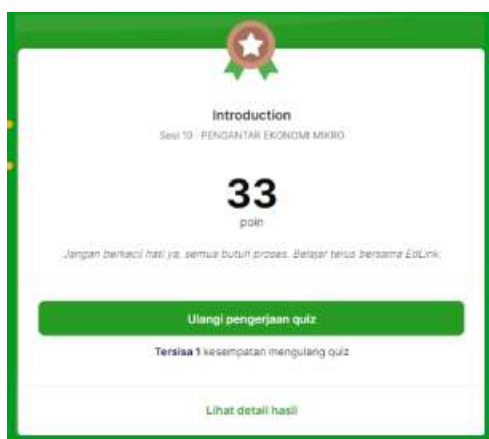 Introduction
Sesi 10 - PENGANTAR EKONOMI MIKRO
33
poin
Jangan berkecil hati ya, semua butuh proses. Belajar terus bersama EdLink.
Ulangi pengerjaan quiz
Tersisa 1 kesempatan mengulang quiz
Lihat detail hasil